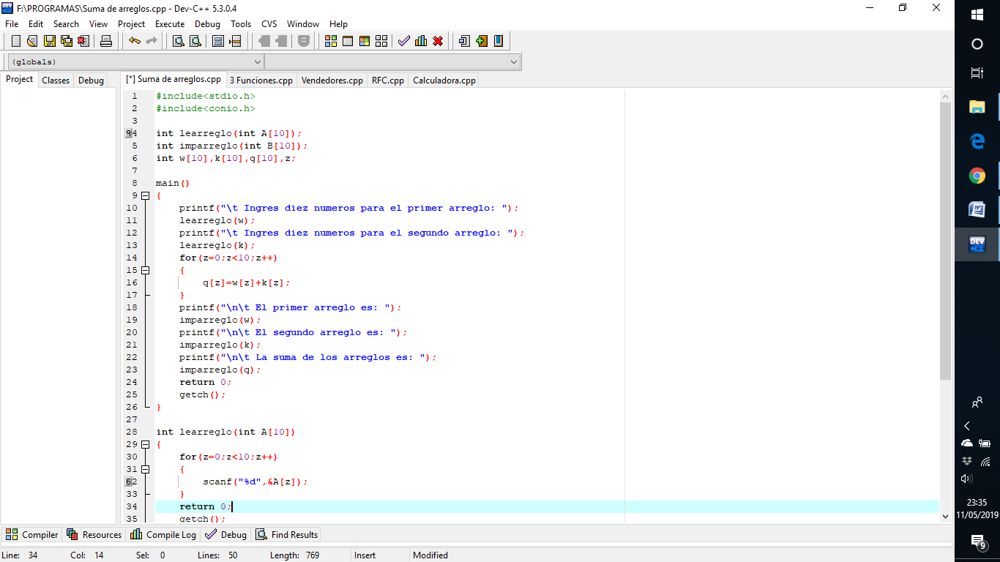 F:\PROGRAMAS\Suma de arreglos.cpp - Dev-C++ 5.3.0.4
File Edit Search View Project Execute Debug Tools CVS Window Help
(globals)
Project Classes Debug
[*] Suma de arreglos.cpp 3 Funciones.cpp Vendedores.cpp RFC.cpp Calculadora.cpp
1 #include<stdio.h>
2 #include<conio.h>
3
4 int learreglo(int A[10]);
5 int imparreglo(int B[10]);
6 int w[10],k[10],q[10],z;
7
8 main()
9 {
10 printf("\t Ingres diez numeros para el primer arreglo: ");
11 learreglo(w);
12 printf("\t Ingres diez numeros para el segundo arreglo: ");
13 learreglo(k);
14 for(z=0;z<10;z++)
15 {
16 q[z]=w[z]+k[z];
17 }
18 printf("\n\t El primer arreglo es: ");
19 imparreglo(w);
20 printf("\n\t El segundo arreglo es: ");
21 imparreglo(k);
22 printf("\n\t La suma de los arreglos es: ");
23 imparreglo(q);
24 return 0;
25 getch();
26 }
27
28 int learreglo(int A[10])
29 {
30 for(z=0;z<10;z++)
31 {
32 scanf("%d",&A[z]);
33 }
34 return 0;
35 getch();
Compiler Resources Compile Log Debug Find Results
Line: 34 Col: 14 Sel: 0 Lines: 50 Length: 769 Insert Modified
DEV
23:35
11/05/2019
9